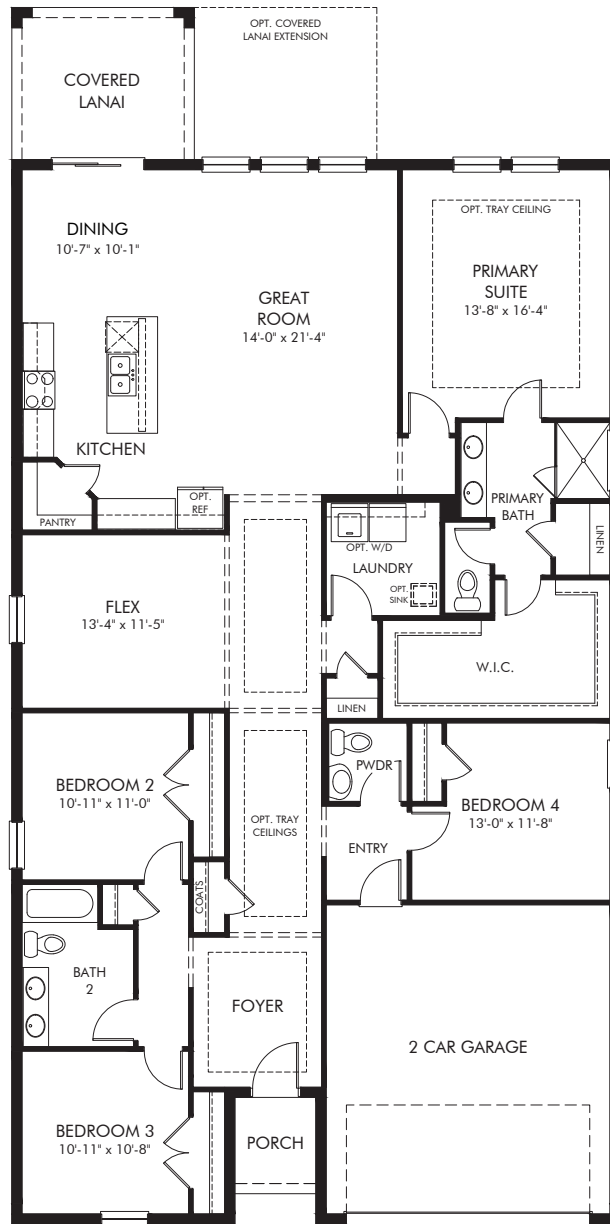 OPT. COVERED
LANAI EXTENSION
COVERED
LANAI
DINING
10'-7" x 10'-1"
GREAT
ROOM
14'-0" x 21'-4"
OPT. TRAY CEILING
PRIMARY
SUITE
13'-8" x 16'-4"
KITCHEN
PANTRY
OPT.
REF
PRIMARY
BATH
LINEN
OPT. W/D
LAUNDRY
OPT.
SINK
FLEX
13'-4" x 11'-5"
W.I.C.
LINEN
BEDROOM 2
10'-11" x 11'-0"
OPT. TRAY
CEILINGS
PWDR
BEDROOM 4
13'-0" x 11'-8"
ENTRY
COATS
BATH
2
FOYER
2 CAR GARAGE
BEDROOM 3
10'-11" x 10'-8"
PORCH